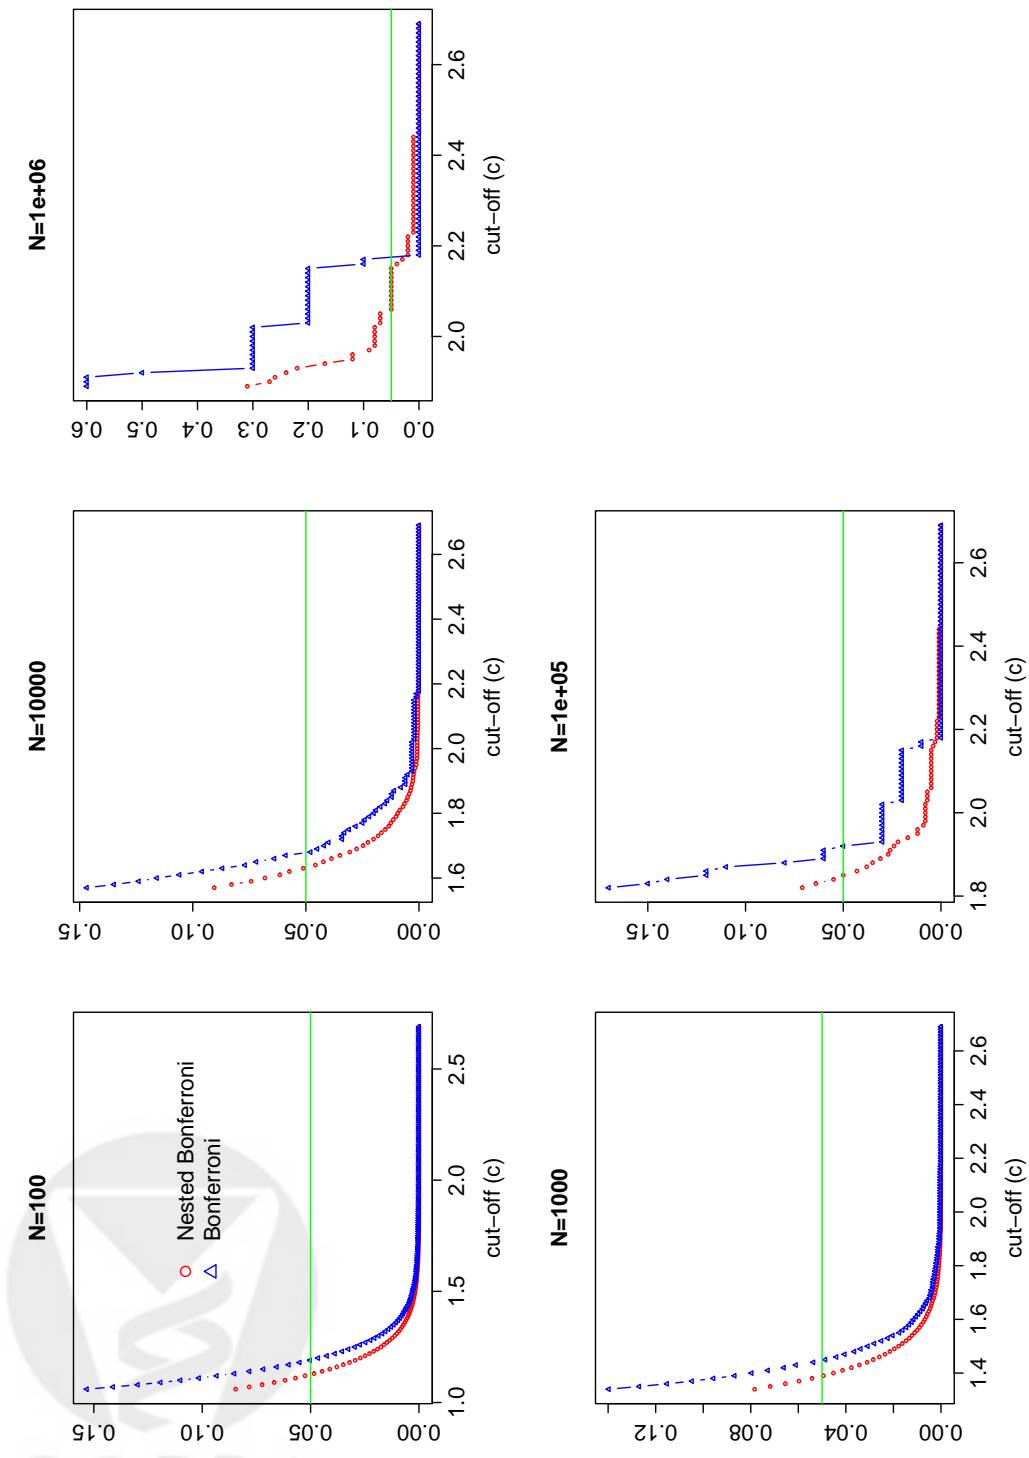 N=100
0.15
0.10
0.05
0.00
Nested Bonferroni
Bonferroni
1.0 1.5 2.0 2.5
cut−off (c)
N=10000
0.15
0.10
0.05
0.00
1.6 1.8 2.0 2.2 2.4 2.6
cut−off (c)
N=1e+06
0.6
0.5
0.4
0.3
0.2
0.1
0.0
2.0 2.2 2.4 2.6
cut−off (c)
N=1000
0.12
0.08
0.04
0.00
1.4 1.6 1.8 2.0 2.2 2.4 2.6
cut−off (c)
N=1e+05
0.15
0.10
0.05
0.00
1.8 2.0 2.2 2.4 2.6
cut−off (c)